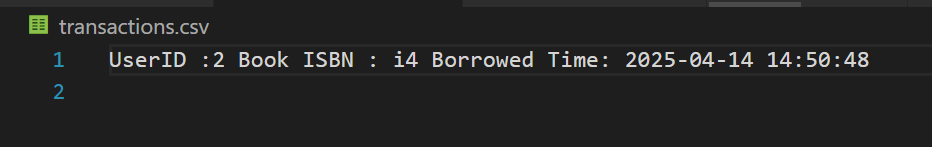 transactions.csv
1 UserID :2 Book ISBN : i4 Borrowed Time: 2025-04-14 14:50:48
2